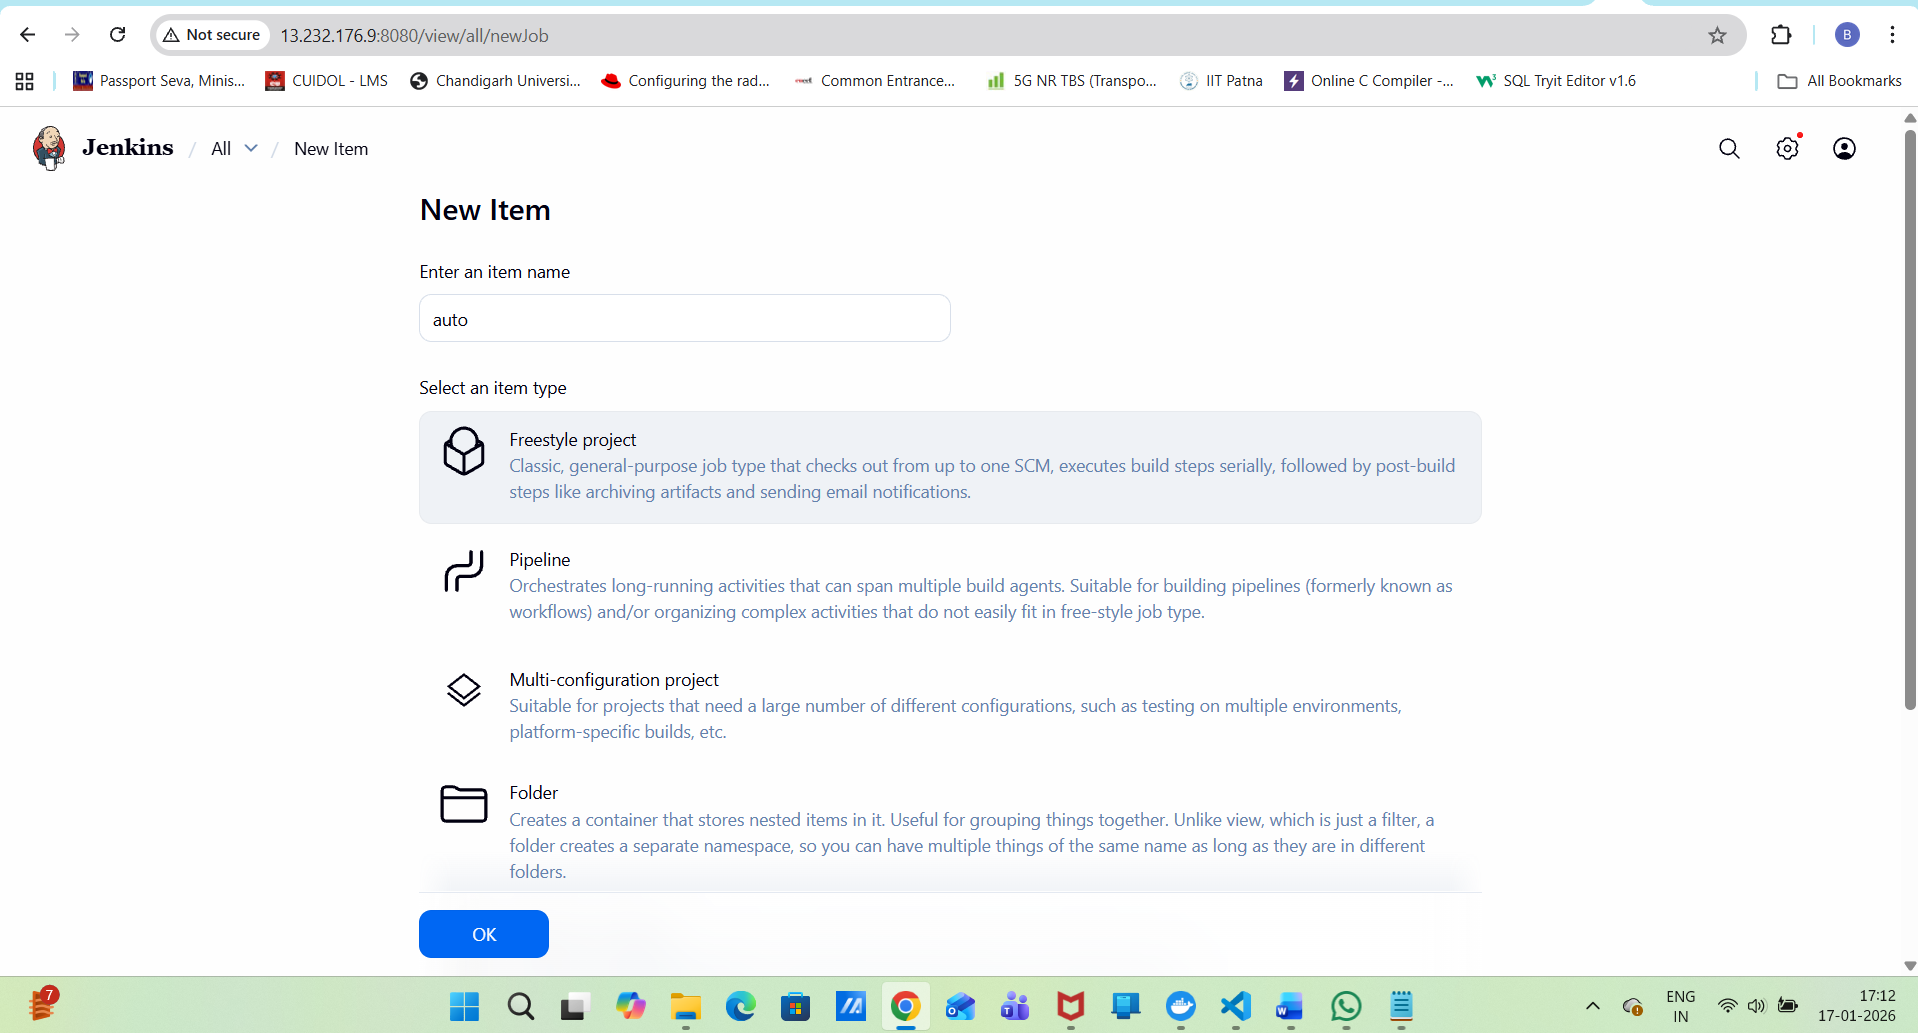 Not secure 13.232.176.9:8080/view/all/newJob
B
Passport Seva, Minis... CUIDOL - LMS Chandigarh Universi... Configuring the rad... Common Entrance... 5G NR TBS (Transpo... IIT Patna Online C Compiler -... SQL Tryit Editor v1.6 All Bookmarks
Jenkins / All / New Item
New Item
Enter an item name
auto
Select an item type
Freestyle project
Classic, general-purpose job type that checks out from up to one SCM, executes build steps serially, followed by post-build
steps like archiving artifacts and sending email notifications.
Pipeline
Orchestrates long-running activities that can span multiple build agents. Suitable for building pipelines (formerly known as
workflows) and/or organizing complex activities that do not easily fit in free-style job type.
Multi-configuration project
Suitable for projects that need a large number of different configurations, such as testing on multiple environments,
platform-specific builds, etc.
Folder
Creates a container that stores nested items in it. Useful for grouping things together. Unlike view, which is just a filter, a
folder creates a separate namespace, so you can have multiple things of the same name as long as they are in different
folders.
OK
7
ENG
IN
17:12
17-01-2026